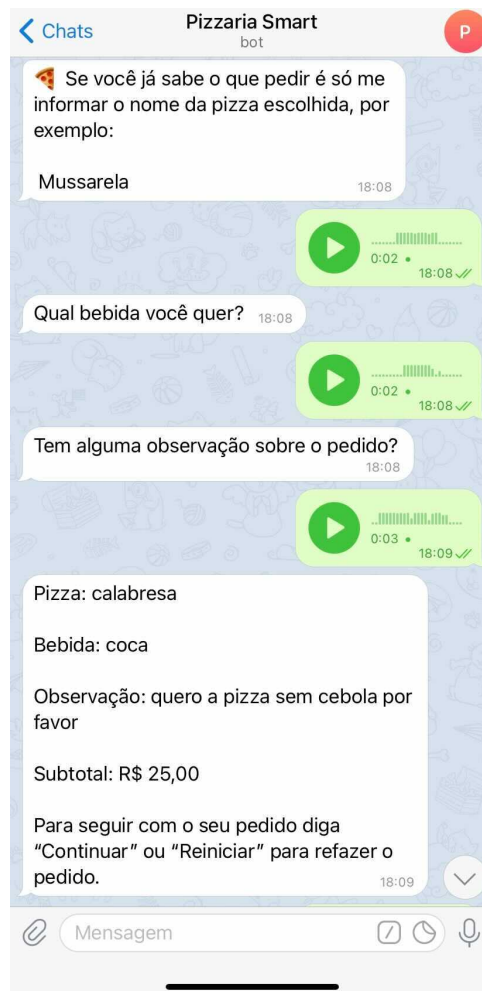 Chats
Pizzaria Smart
bot
P
Se você já sabe o que pedir é só me
informar o nome da pizza escolhida, por
exemplo:
Mussarela
18:08
0:02
18:08
Qual bebida você quer? 18:08
0:02
18:08
Tem alguma observação sobre o pedido?
18:08
0:03
18:09
Pizza: calabresa
Bebida: coca
Observação: quero a pizza sem cebola por
favor
Subtotal: R$ 25,00
Para seguir com o seu pedido diga
“Continuar” ou “Reiniciar” para refazer o
pedido.
18:09
Mensagem